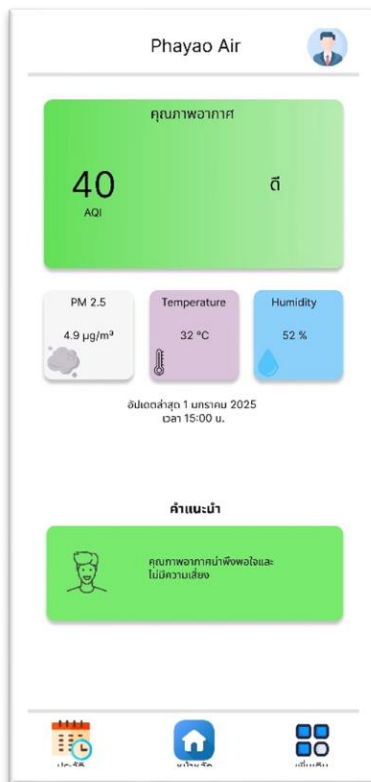 Phayao Air
คุณภาพอากาศ
40
ดี
AQI
PM 2.5
Temperature
Humidity
4.9 µg/m³
32 °C
52 %
อัปเดตล่าสุด 1 มกราคม 2025
เวลา 15:00 น.
คำแนะนำ
คุณภาพอากาศน่าพึงพอใจและ
ไม่มีความเสี่ยง